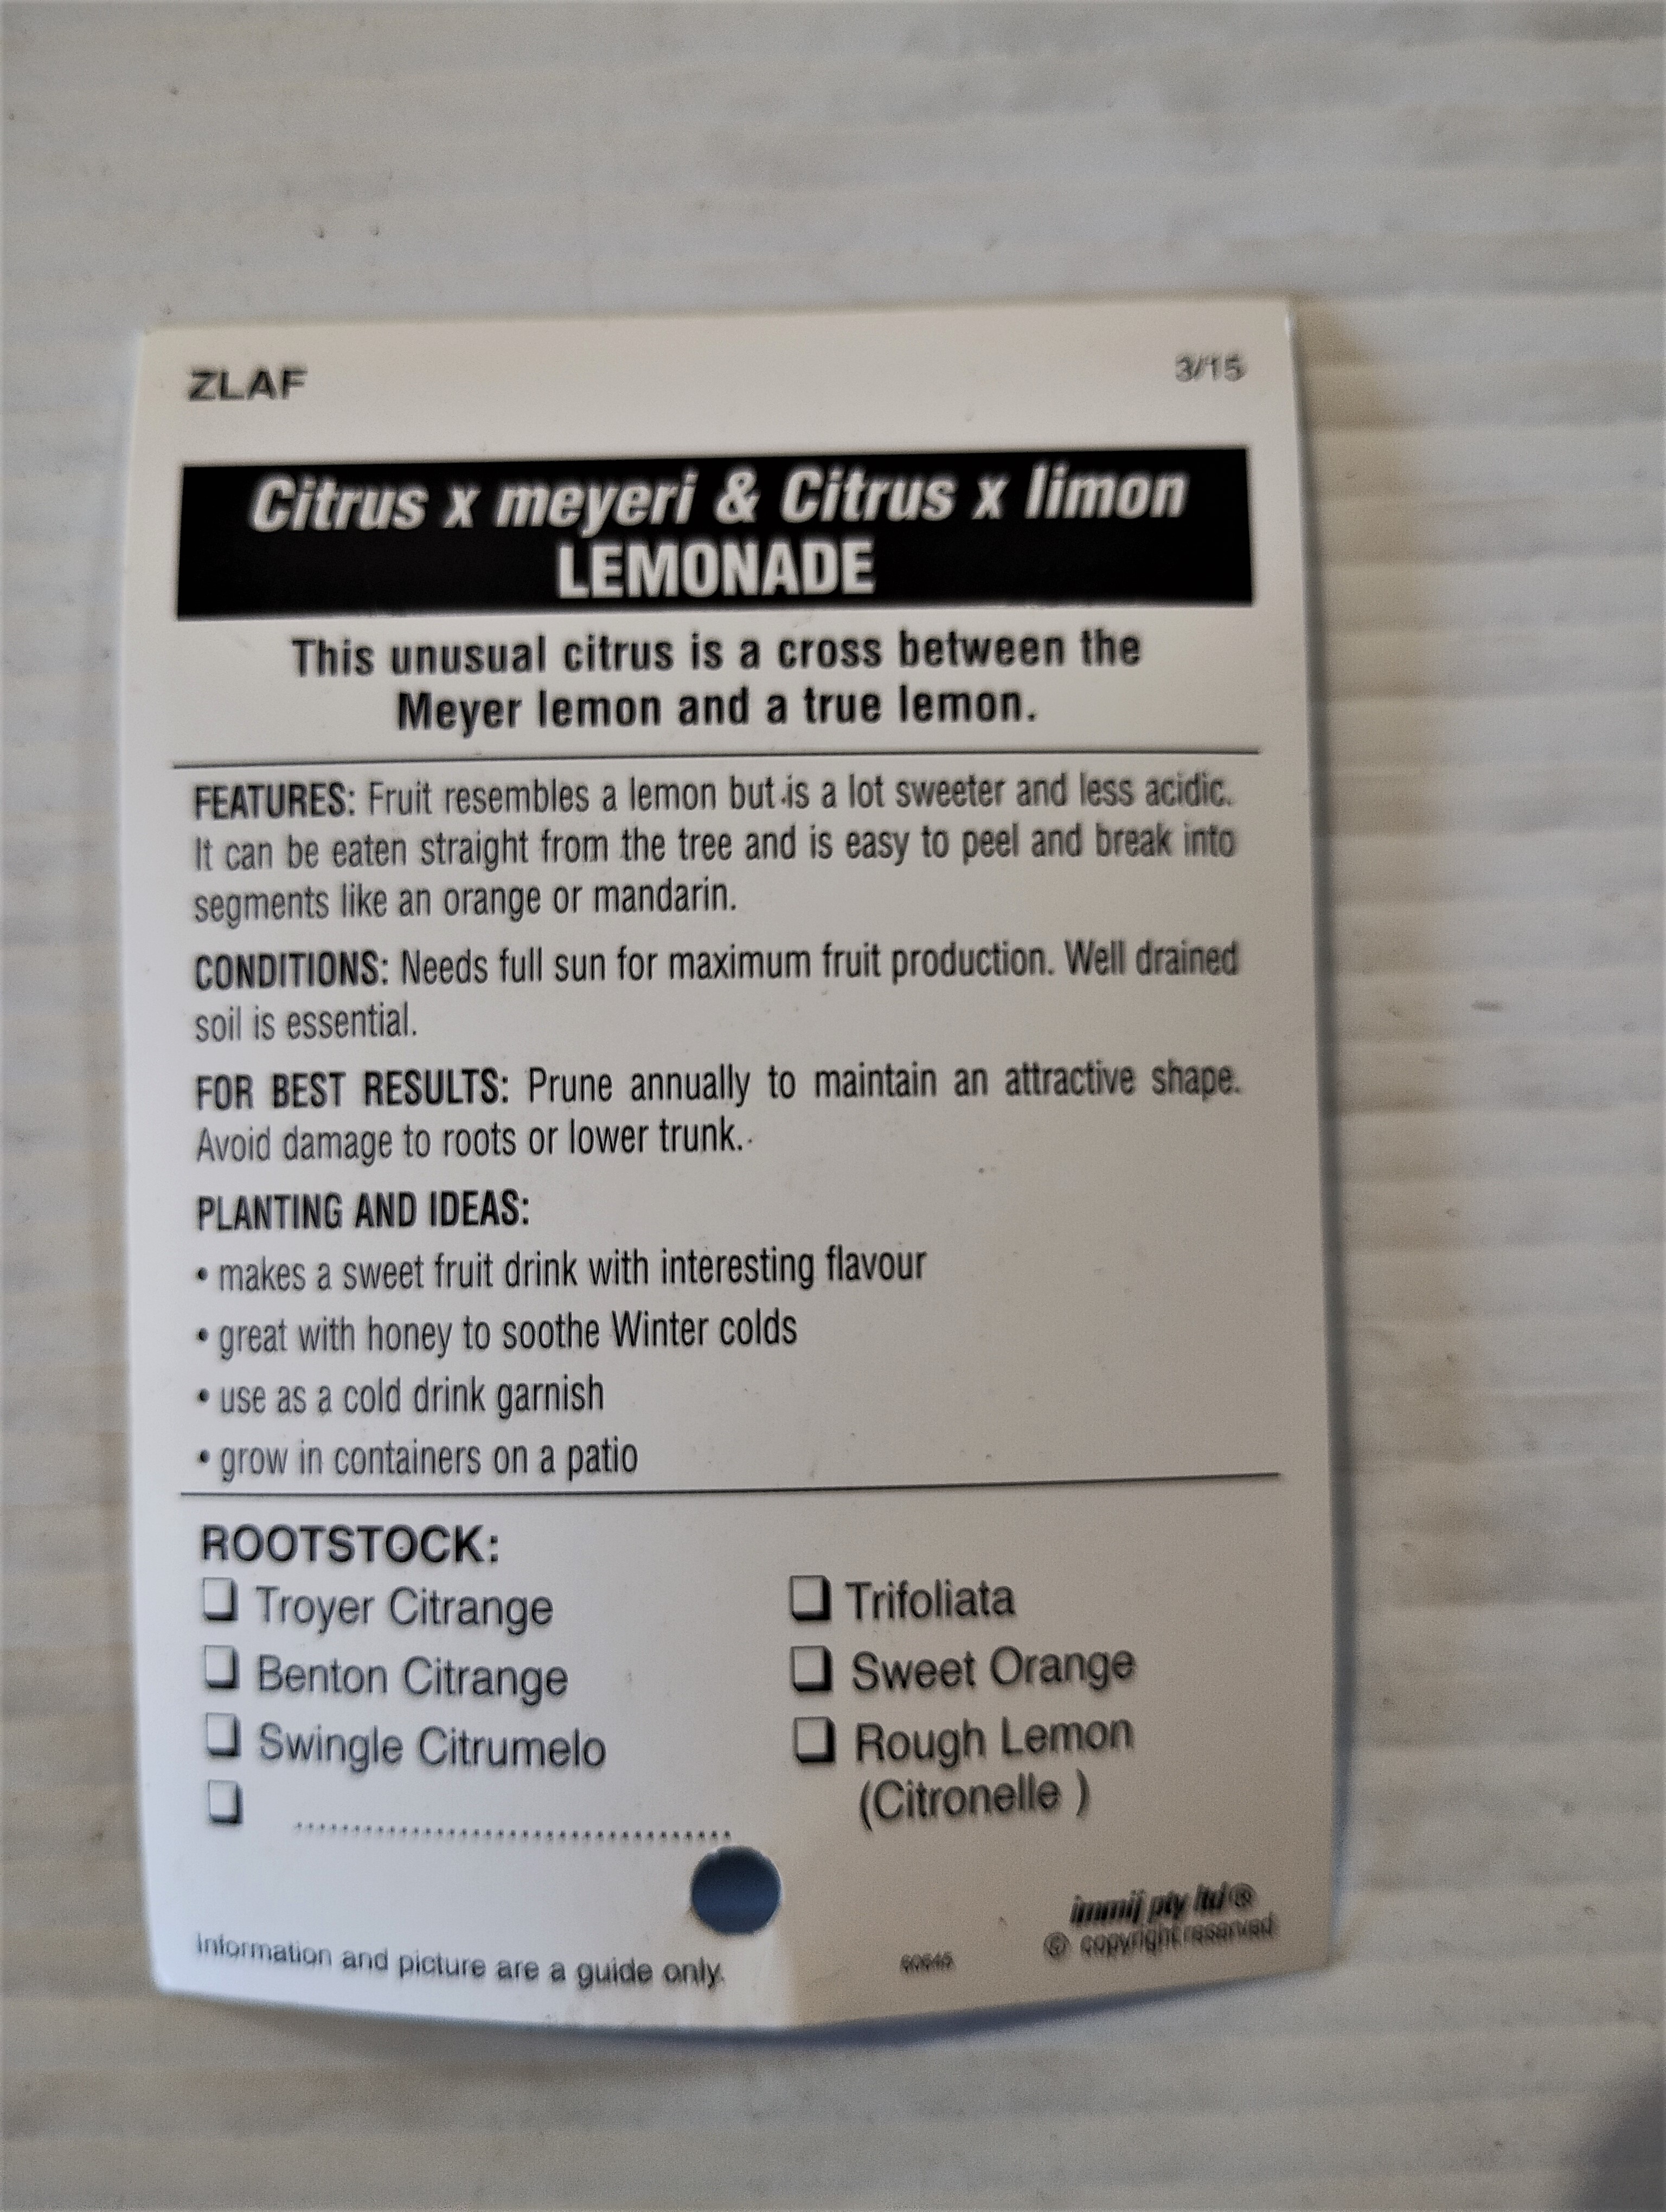 ZLAF
3/15
Citrus x meyeri & Citrus x limon
LEMONADE
This unusual citrus is a cross between the
Meyer lemon and a true lemon.
FEATURES: Fruit resembles a lemon but is a lot sweeter and less acidic.
It can be eaten straight from the tree and is easy to peel and break into
segments like an orange or mandarin.
CONDITIONS: Needs full sun for maximum fruit production. Well drained
soil is essential.
FOR BEST RESULTS: Prune annually to maintain an attractive shape.
Avoid damage to roots or lower trunk.
PLANTING AND IDEAS:
• makes a sweet fruit drink with interesting flavour
• great with honey to soothe Winter colds
• use as a cold drink garnish
• grow in containers on a patio
ROOTSTOCK:
❑ Troyer Citrange
❑ Benton Citrange
❑ Swingle Citrumelo
❑ ......................................
❑ Trifoliata
❑ Sweet Orange
❑ Rough Lemon
(Citronelle )
immij pty ltd ®
© copyright reserved
Information and picture are a guide only.